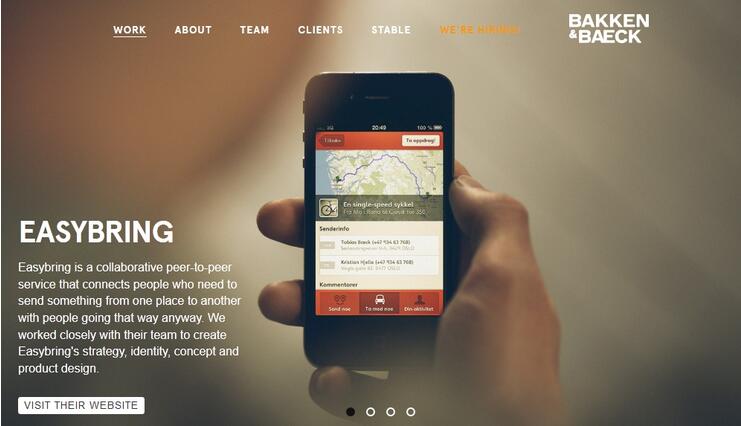 WORK
ABOUT
TEAM
CLIENTS
STABLE
WE'RE HIRING!
BAKKEN
&BAECK
20:49
100 %
Tilbake
Ta oppdrag!
En single-speed sykkel
Senderinfo
Tobias Bæck (+47 934 63 768)
Kristian Hjelle (+47 934 63 768)
Kommentarer
Send noe
Ta med noe
Din aktivitet
EASYBRING
Easybring is a collaborative peer-to-peer
service that connects people who need to
send something from one place to another
with people going that way anyway. We
worked closely with their team to create
Easybring's strategy, identity, concept and
product design.
VISIT THEIR WEBSITE